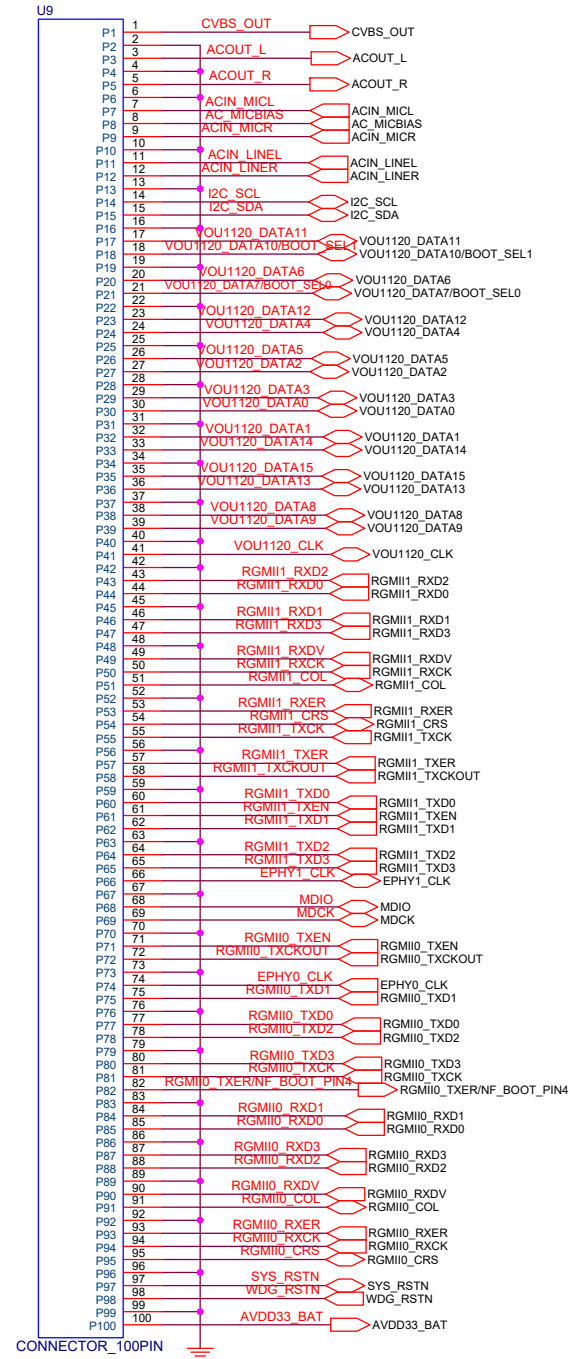 U9
P1 1 CVBS_OUT CVBS_OUT
P2 2
P3 3 ACOUT_L ACOUT_L
P4 4
P5 5 ACOUT_R ACOUT_R
P6 6
P7 7 ACIN_MICL ACIN_MICL
P8 8 AC_MICBIAS AC_MICBIAS
P9 9 ACIN_MICR ACIN_MICR
P10 10
P11 11 ACIN_LINEL ACIN_LINEL
P12 12 ACIN_LINER ACIN_LINER
P13 13
P14 14 I2C_SCL I2C_SCL
P15 15 I2C_SDA I2C_SDA
P16 16
P17 17 VOU1120_DATA11 VOU1120_DATA11
P18 18 VOU1120_DATA10/BOOT_SEL1 VOU1120_DATA10/BOOT_SEL1
P19 19
P20 20 VOU1120_DATA6 VOU1120_DATA6
P21 21 VOU1120_DATA7/BOOT_SEL0 VOU1120_DATA7/BOOT_SEL0
P22 22
P23 23 VOU1120_DATA12 VOU1120_DATA12
P24 24 VOU1120_DATA4 VOU1120_DATA4
P25 25
P26 26 VOU1120_DATA5 VOU1120_DATA5
P27 27 VOU1120_DATA2 VOU1120_DATA2
P28 28
P29 29 VOU1120_DATA3 VOU1120_DATA3
P30 30 VOU1120_DATA0 VOU1120_DATA0
P31 31
P32 32 VOU1120_DATA1 VOU1120_DATA1
P33 33 VOU1120_DATA14 VOU1120_DATA14
P34 34
P35 35 VOU1120_DATA15 VOU1120_DATA15
P36 36 VOU1120_DATA13 VOU1120_DATA13
P37 37
P38 38 VOU1120_DATA8 VOU1120_DATA8
P39 39 VOU1120_DATA9 VOU1120_DATA9
P40 40
P41 41 VOU1120_CLK VOU1120_CLK
P42 42
P43 43 RGMII1_RXD2 RGMII1_RXD2
P44 44 RGMII1_RXD0 RGMII1_RXD0
P45 45
P46 46 RGMII1_RXD1 RGMII1_RXD1
P47 47 RGMII1_RXD3 RGMII1_RXD3
P48 48
P49 49 RGMII1_RXDV RGMII1_RXDV
P50 50 RGMII1_RXCK RGMII1_RXCK
P51 51 RGMII1_COL RGMII1_COL
P52 52
P53 53 RGMII1_RXER RGMII1_RXER
P54 54 RGMII1_CRS RGMII1_CRS
P55 55 RGMII1_TXCK RGMII1_TXCK
P56 56
P57 57 RGMII1_TXER RGMII1_TXER
P58 58 RGMII1_TXCKOUT RGMII1_TXCKOUT
P59 59
P60 60 RGMII1_TXD0 RGMII1_TXD0
P61 61 RGMII1_TXEN RGMII1_TXEN
P62 62 RGMII1_TXD1 RGMII1_TXD1
P63 63
P64 64 RGMII1_TXD2 RGMII1_TXD2
P65 65 RGMII1_TXD3 RGMII1_TXD3
P66 66 EPHY1_CLK EPHY1_CLK
P67 67
P68 68 MDIO MDIO
P69 69 MDCK MDCK
P70 70
P71 71 RGMII0_TXEN RGMII0_TXEN
P72 72 RGMII0_TXCKOUT RGMII0_TXCKOUT
P73 73
P74 74 EPHY0_CLK EPHY0_CLK
P75 75 RGMII0_TXD1 RGMII0_TXD1
P76 76
P77 77 RGMII0_TXD0 RGMII0_TXD0
P78 78 RGMII0_TXD2 RGMII0_TXD2
P79 79
P80 80 RGMII0_TXD3 RGMII0_TXD3
P81 81 RGMII0_TXCK RGMII0_TXCK
P82 82 RGMII0_TXER/NF_BOOT_PIN4 RGMII0_TXER/NF_BOOT_PIN4
P83 83
P84 84 RGMII0_RXD1 RGMII0_RXD1
P85 85 RGMII0_RXD0 RGMII0_RXD0
P86 86
P87 87 RGMII0_RXD3 RGMII0_RXD3
P88 88 RGMII0_RXD2 RGMII0_RXD2
P89 89
P90 90 RGMII0_RXDV RGMII0_RXDV
P91 91 RGMII0_COL RGMII0_COL
P92 92
P93 93 RGMII0_RXER RGMII0_RXER
P94 94 RGMII0_RXCK RGMII0_RXCK
P95 95 RGMII0_CRS RGMII0_CRS
P96 96
P97 97 SYS_RSTN SYS_RSTN
P98 98 WDG_RSTN WDG_RSTN
P99 99
P100 100 AVDD33_BAT AVDD33_BAT
CONNECTOR_100PIN